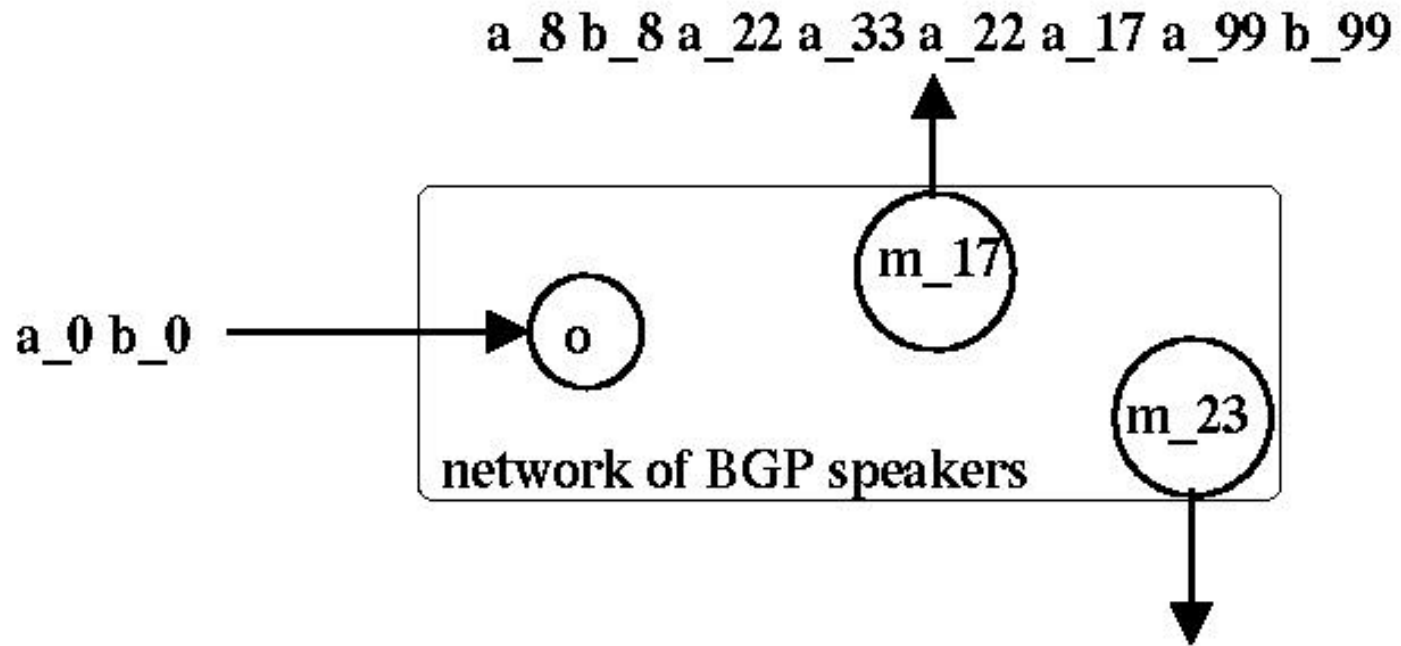 a_8 b_8 a_22 a_33 a_22 a_17 a_99 b_99
m_17
a_0 b_0
o
m_23
network of BGP speakers